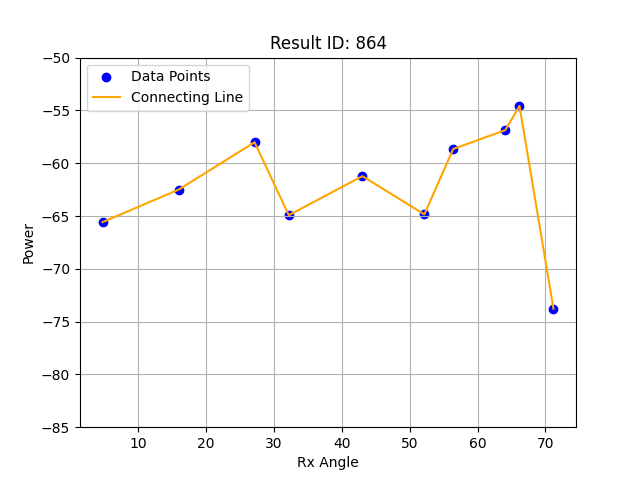 Result ID: 864
Data Points
Connecting Line
Power
−50
−55
−60
−65
−70
−75
−80
−85
10 20 30 40 50 60 70
Rx Angle